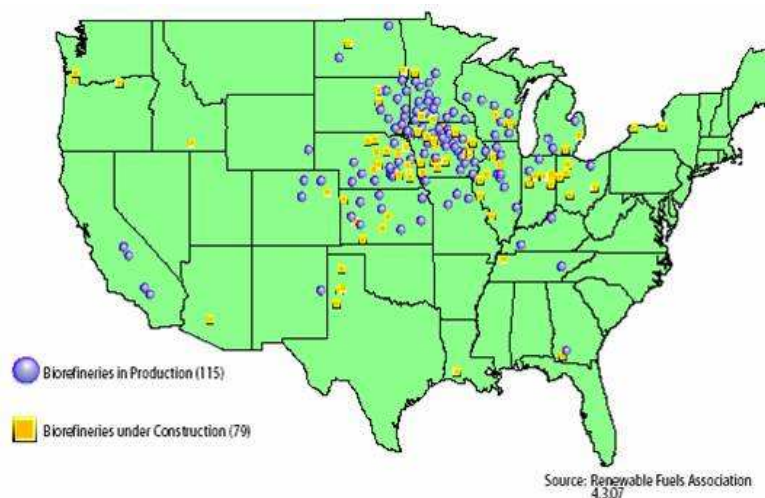 Biorefineries in Production (115)
Biorefineries under Construction (79)
Source: Renewable Fuels Association
4.3.07